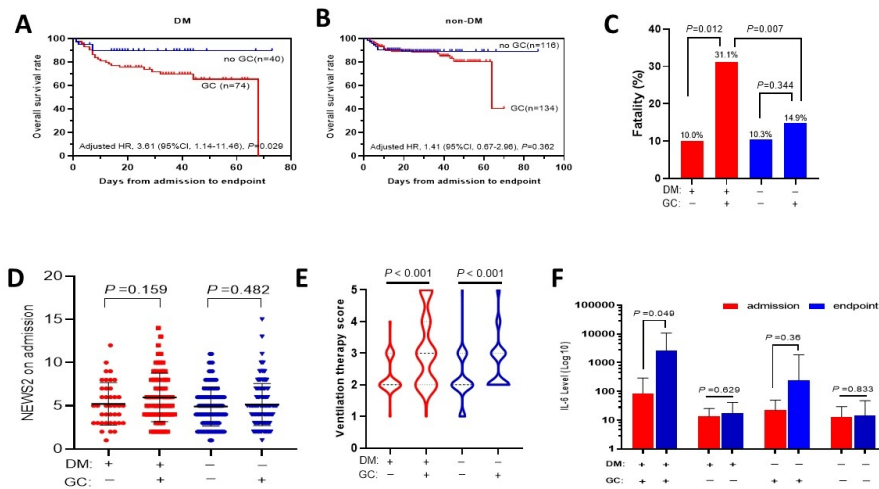 A
DM
Overall survival rate
100
80
60
40
20
0
no GC(n=40)
GC(n=74)
Adjusted HR, 3.61 (95%CI, 1.14-11.46), P=0.029
0 20 40 60 80
Days from admission to endpoint
B
non-DM
Overall survival rate
100
80
60
40
20
0
no GC(n=116)
GC(n=134)
Adjusted HR, 1.41 (95%CI, 0.67-2.96), P=0.362
0 20 40 60 80 100
Days from admission to endpoint
C
Fatality (%)
40
30
20
10
0
P=0.012
P=0.007
P=0.344
10.0%
31.1%
10.3%
14.9%
DM: + + – –
GC: – + – +
D
NEWS2 on admission
20
15
10
5
0
P =0.159
P =0.482
DM: + + – –
GC: – + – +
E
Ventilation therapy score
5
4
3
2
1
0
P < 0.001
P < 0.001
DM: + + – –
GC: – + – +
F
admission
endpoint
IL-6 Level (Log10)
100000
10000
1000
100
10
1
P =0.049
P =0.629
P =0.36
P =0.833
DM: + + + + – – – –
GC: + + – – + + – –